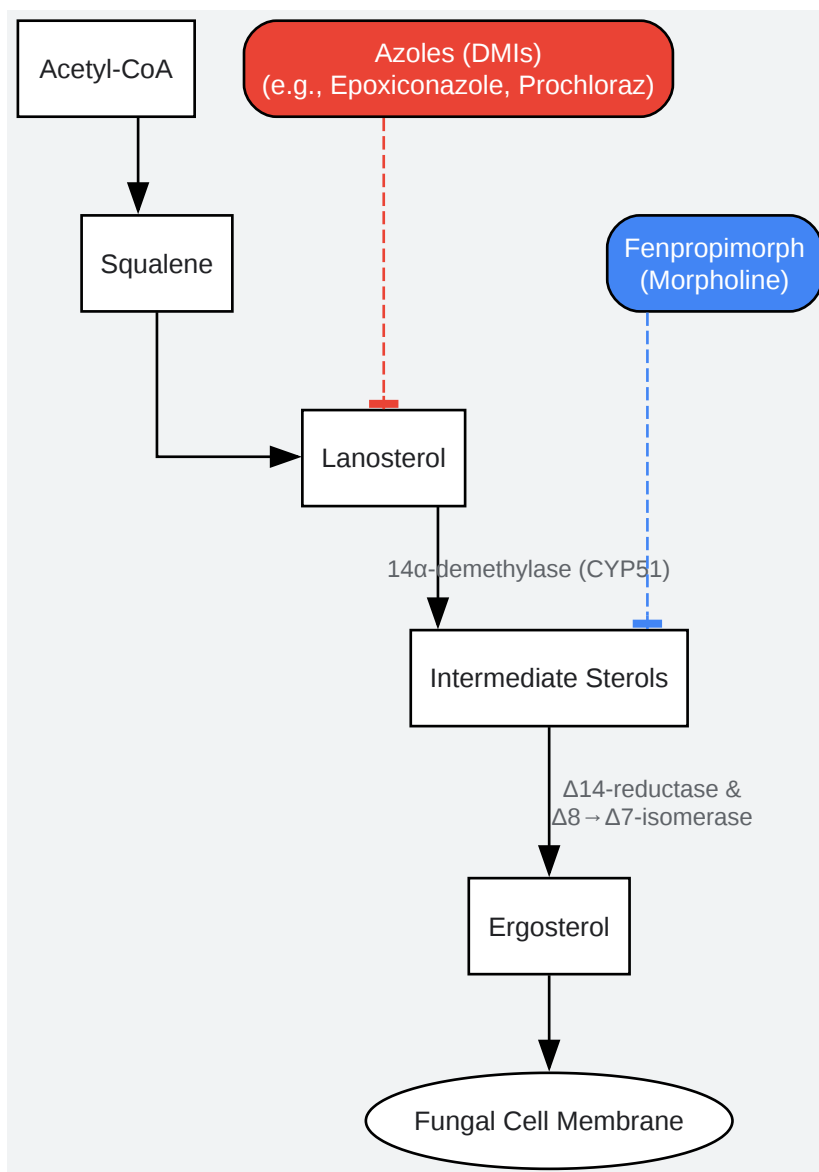 Acetyl-CoA
Azoles (DMIs)
(e.g., Epoxiconazole, Prochloraz)
Squalene
Fenpropimorph
(Morpholine)
Lanosterol
14α-demethylase (CYP51)
Intermediate Sterols
Δ14-reductase &
Δ8→Δ7-isomerase
Ergosterol
Fungal Cell Membrane